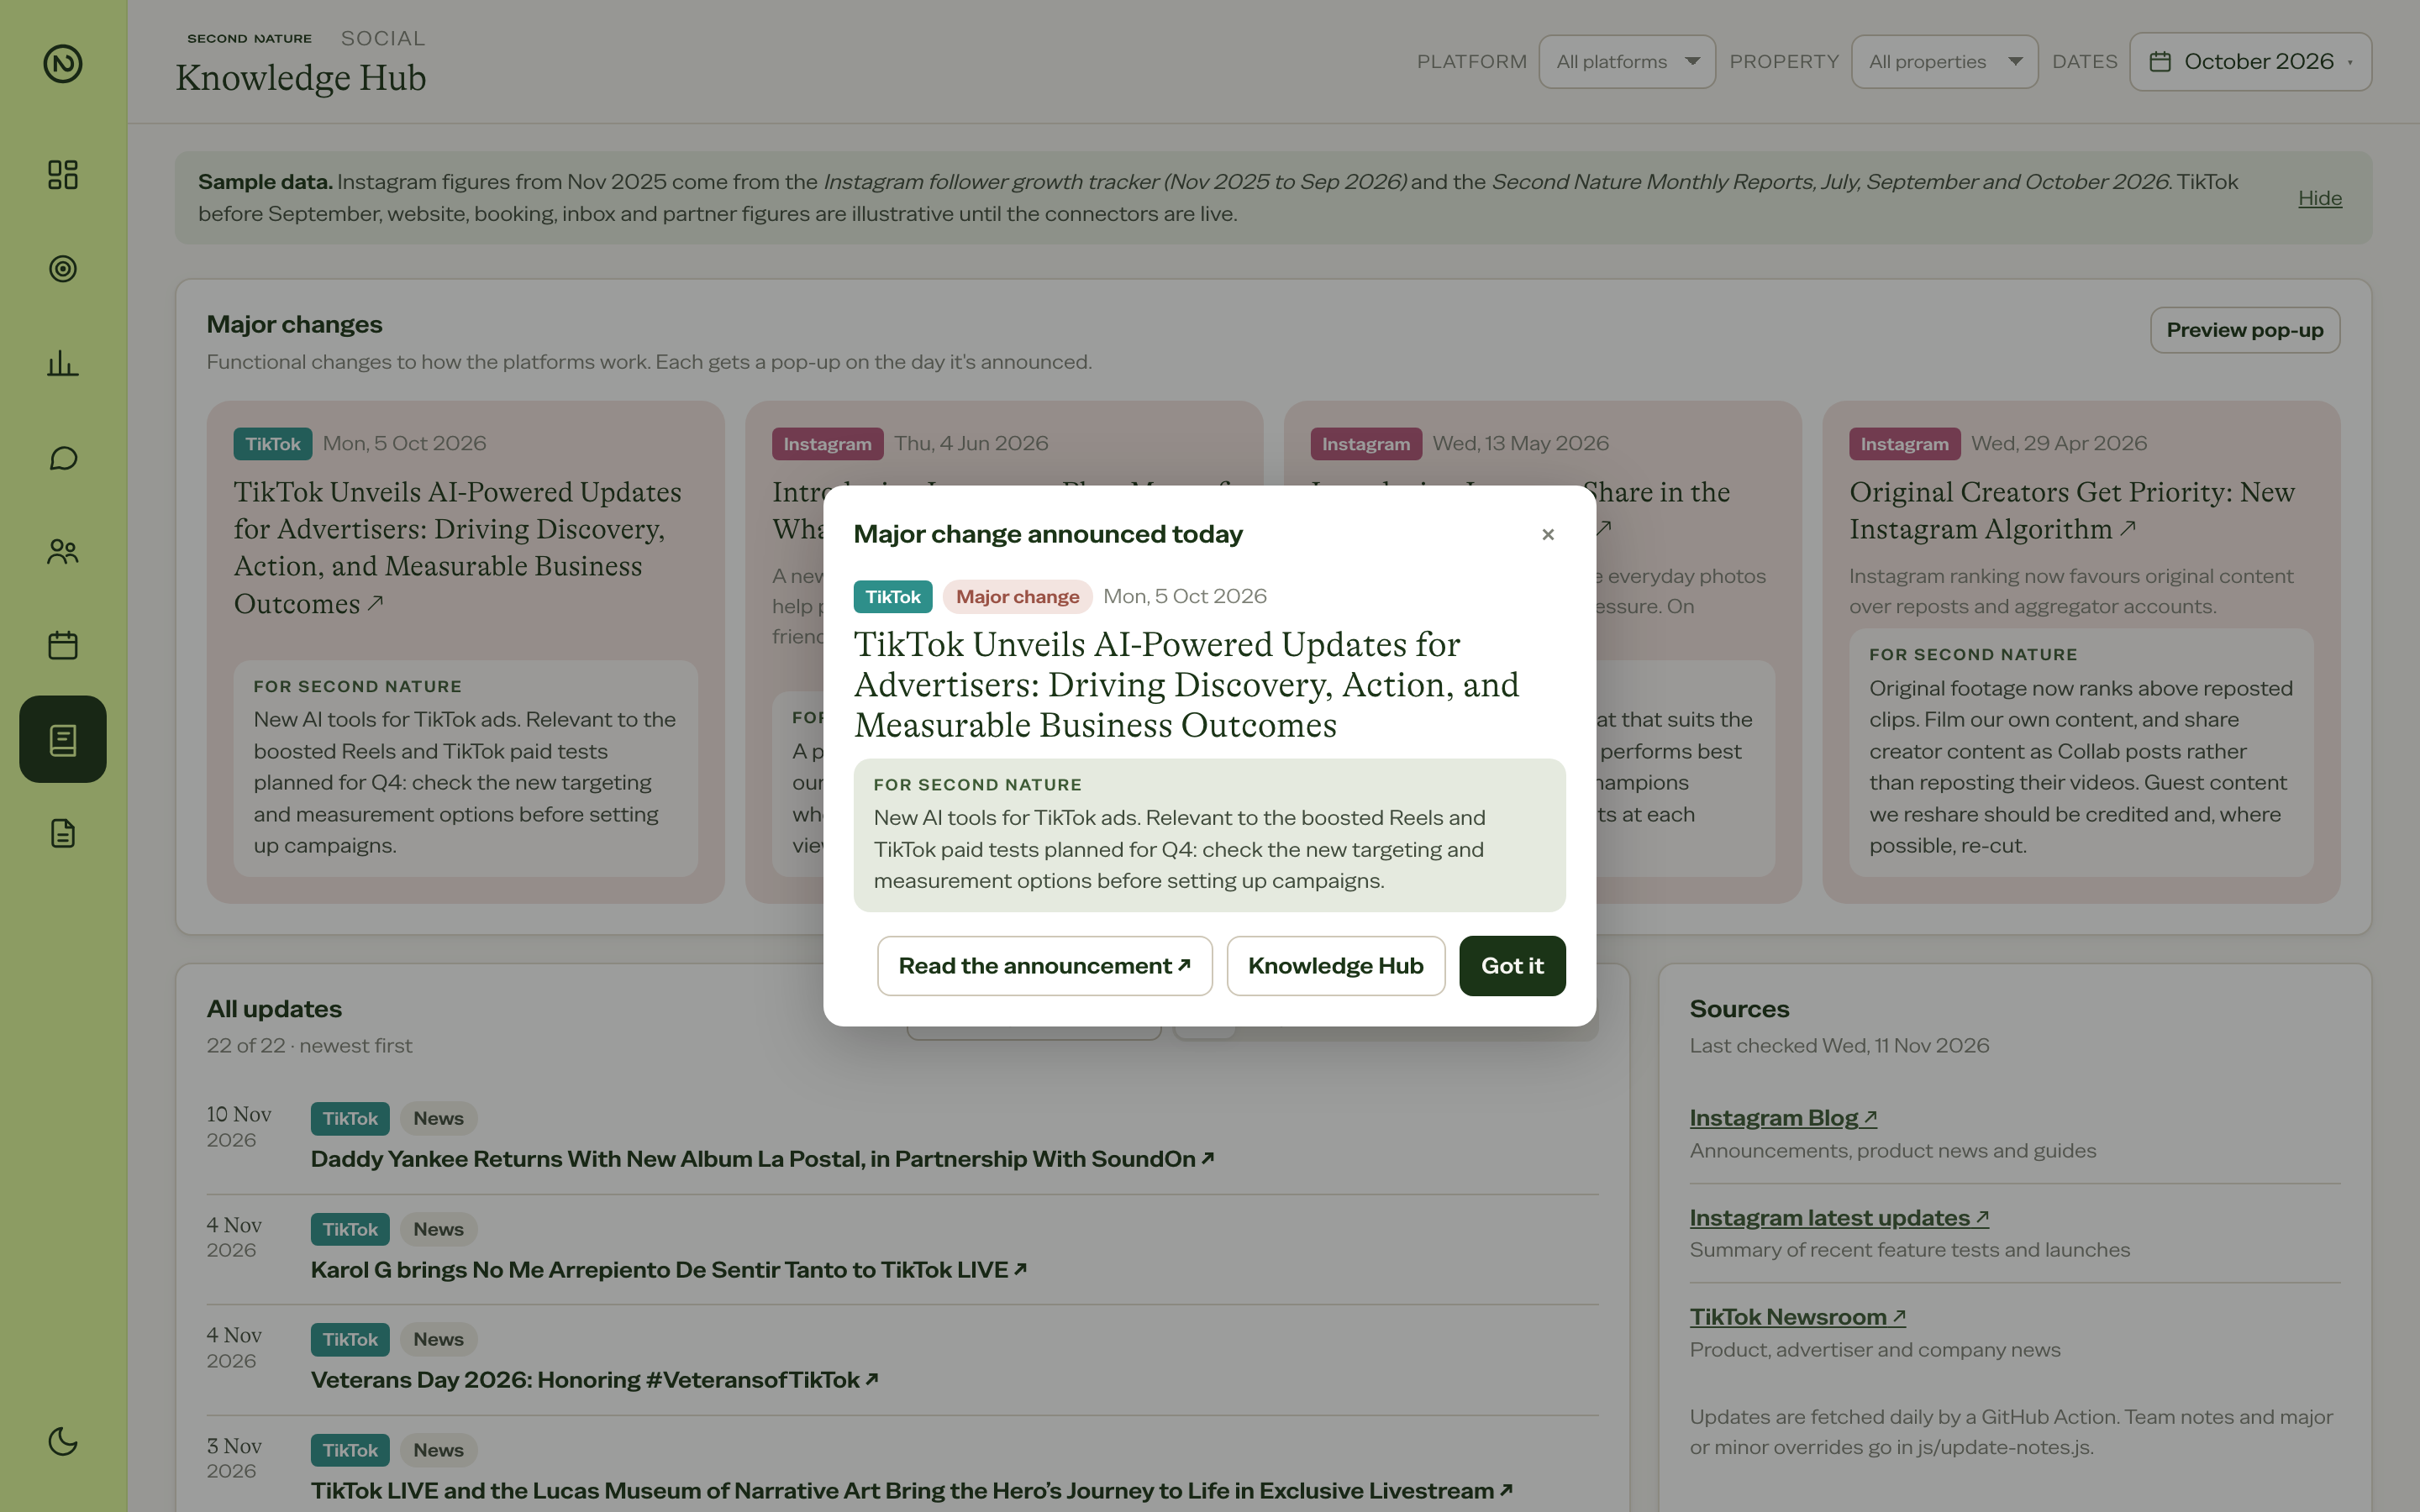 SECOND NATURE SOCIAL
Knowledge Hub
PLATFORM All platforms PROPERTY All properties DATES October 2026
Sample data. Instagram figures from Nov 2025 come from the Instagram follower growth tracker (Nov 2025 to Sep 2026) and the Second Nature Monthly Reports, July, September and October 2026. TikTok
before September, website, booking, inbox and partner figures are illustrative until the connectors are live.
Hide
Major changes
Functional changes to how the platforms work. Each gets a pop-up on the day it's announced.
Preview pop-up
TikTok Mon, 5 Oct 2026
TikTok Unveils AI-Powered Updates
for Advertisers: Driving Discovery,
Action, and Measurable Business
Outcomes ↗
FOR SECOND NATURE
New AI tools for TikTok ads. Relevant to the
boosted Reels and TikTok paid tests
planned for Q4: check the new targeting
and measurement options before setting
up campaigns.
Instagram Thu, 4 Jun 2026
A new
help
Instagram Wed, 13 May 2026
Share in the
↗
everyday photos
On
at that suits the
performs best
at each
Instagram Wed, 29 Apr 2026
Original Creators Get Priority: New
Instagram Algorithm ↗
Instagram ranking now favours original content
over reposts and aggregator accounts.
FOR SECOND NATURE
Original footage now ranks above reposted
clips. Film our own content, and share
creator content as Collab posts rather
than reposting their videos. Guest content
we reshare should be credited and, where
possible, re-cut.
Major change announced today ×
TikTok Major change Mon, 5 Oct 2026
TikTok Unveils AI-Powered Updates for
Advertisers: Driving Discovery, Action, and
Measurable Business Outcomes
FOR SECOND NATURE
New AI tools for TikTok ads. Relevant to the boosted Reels and
TikTok paid tests planned for Q4: check the new targeting and
measurement options before setting up campaigns.
Read the announcement ↗ Knowledge Hub Got it
All updates
22 of 22 · newest first
10 Nov
2026
TikTok News
Daddy Yankee Returns With New Album La Postal, in Partnership With SoundOn ↗
4 Nov
2026
TikTok News
Karol G brings No Me Arrepiento De Sentir Tanto to TikTok LIVE ↗
4 Nov
2026
TikTok News
Veterans Day 2026: Honoring #VeteransofTikTok ↗
3 Nov
2026
TikTok News
TikTok LIVE and the Lucas Museum of Narrative Art Bring the Hero’s Journey to Life in Exclusive Livestream ↗
Sources
Last checked Wed, 11 Nov 2026
Instagram Blog ↗
Announcements, product news and guides
Instagram latest updates ↗
Summary of recent feature tests and launches
TikTok Newsroom ↗
Product, advertiser and company news
Updates are fetched daily by a GitHub Action. Team notes and major
or minor overrides go in js/update-notes.js.